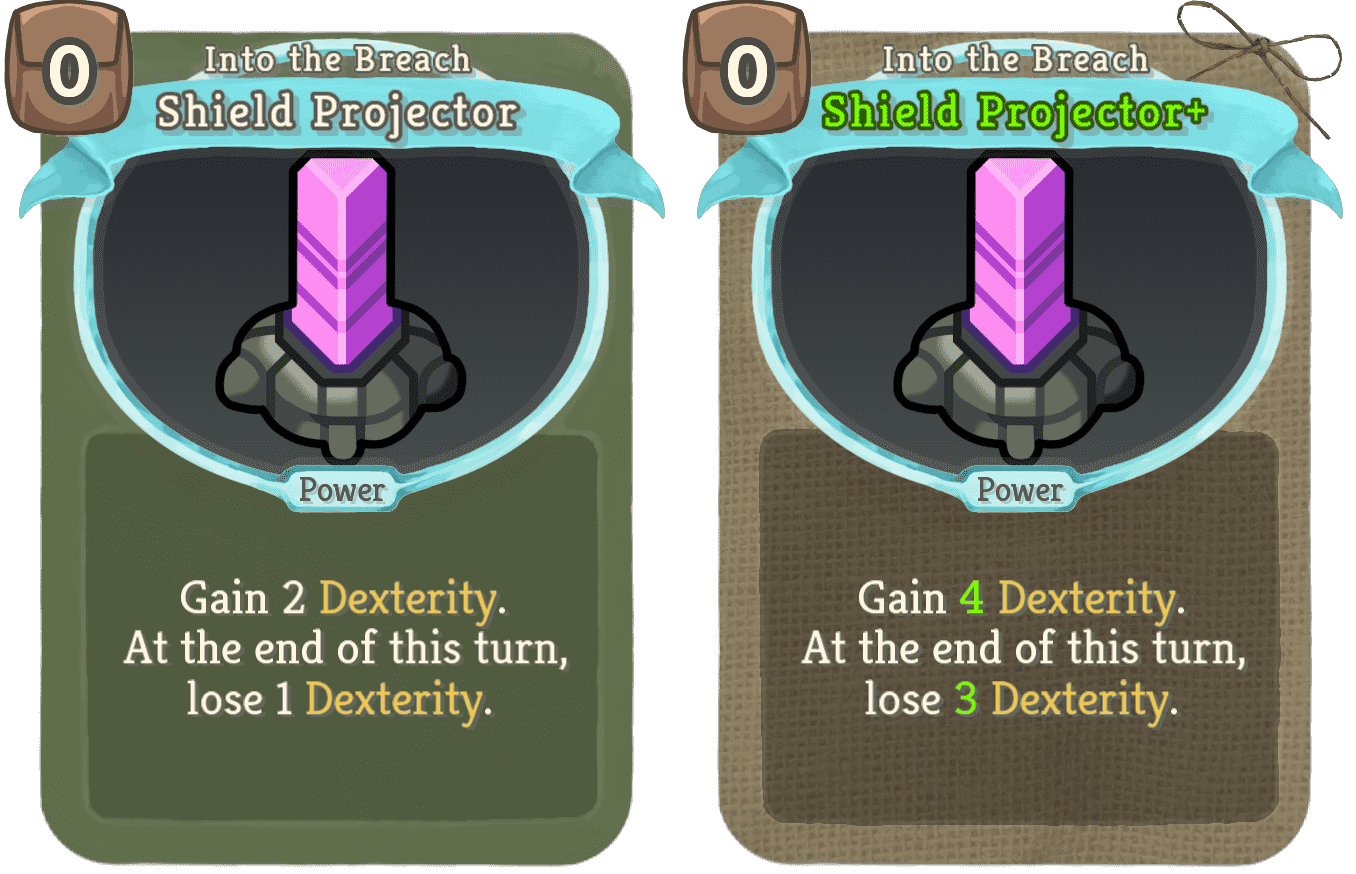 0
Into the Breach
Shield Projector
Power
Gain 2 Dexterity.
At the end of this turn,
lose 1 Dexterity.
0
Into the Breach
Shield Projector+
Power
Gain 4 Dexterity.
At the end of this turn,
lose 3 Dexterity.